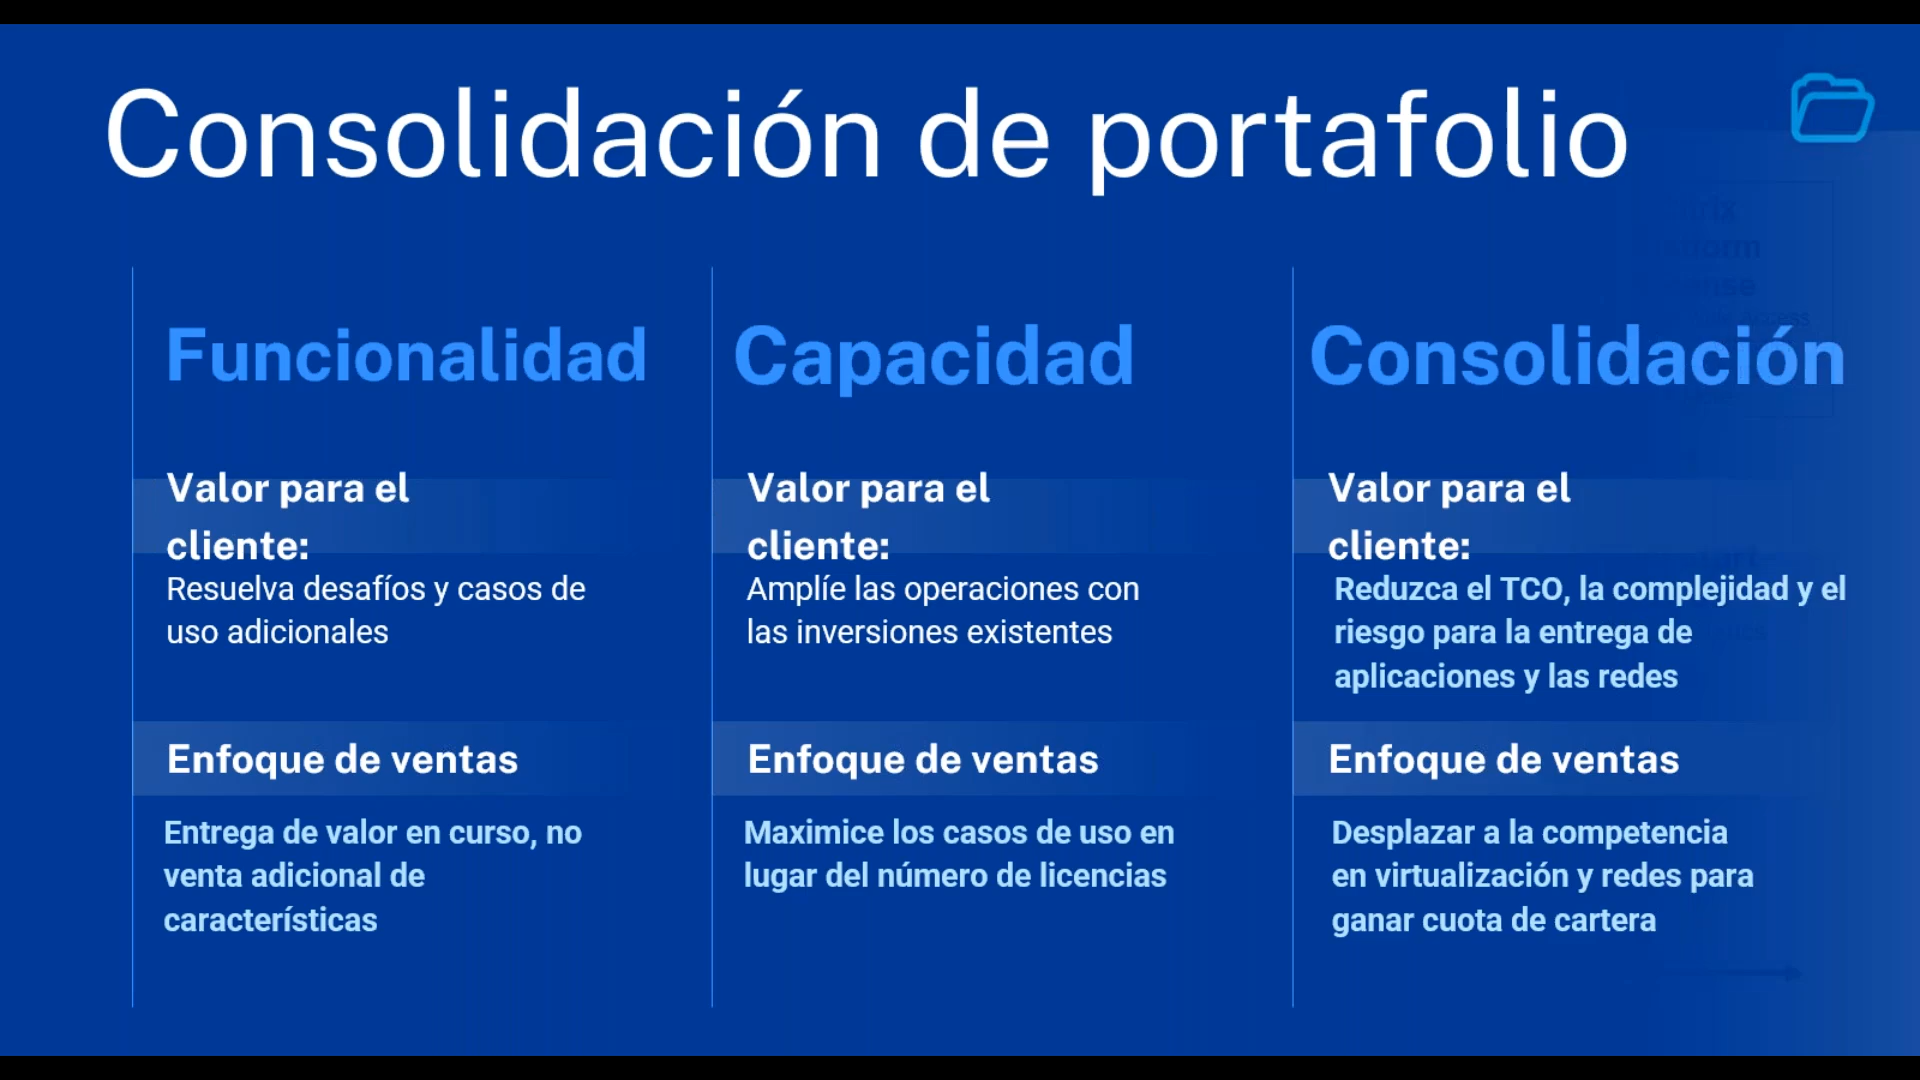 Consolidación de portafolio
Funcionalidad
Valor para el
cliente:
Resuelva desafíos y casos de
uso adicionales
Enfoque de ventas
Entrega de valor en curso, no
venta adicional de
características
Capacidad
Valor para el
cliente:
Amplíe las operaciones con
las inversiones existentes
Enfoque de ventas
Maximice los casos de uso en
lugar del número de licencias
Consolidación
Valor para el
cliente:
Reduzca el TCO, la complejidad y el
riesgo para la entrega de
aplicaciones y las redes
Enfoque de ventas
Desplazar a la competencia
en virtualización y redes para
ganar cuota de cartera